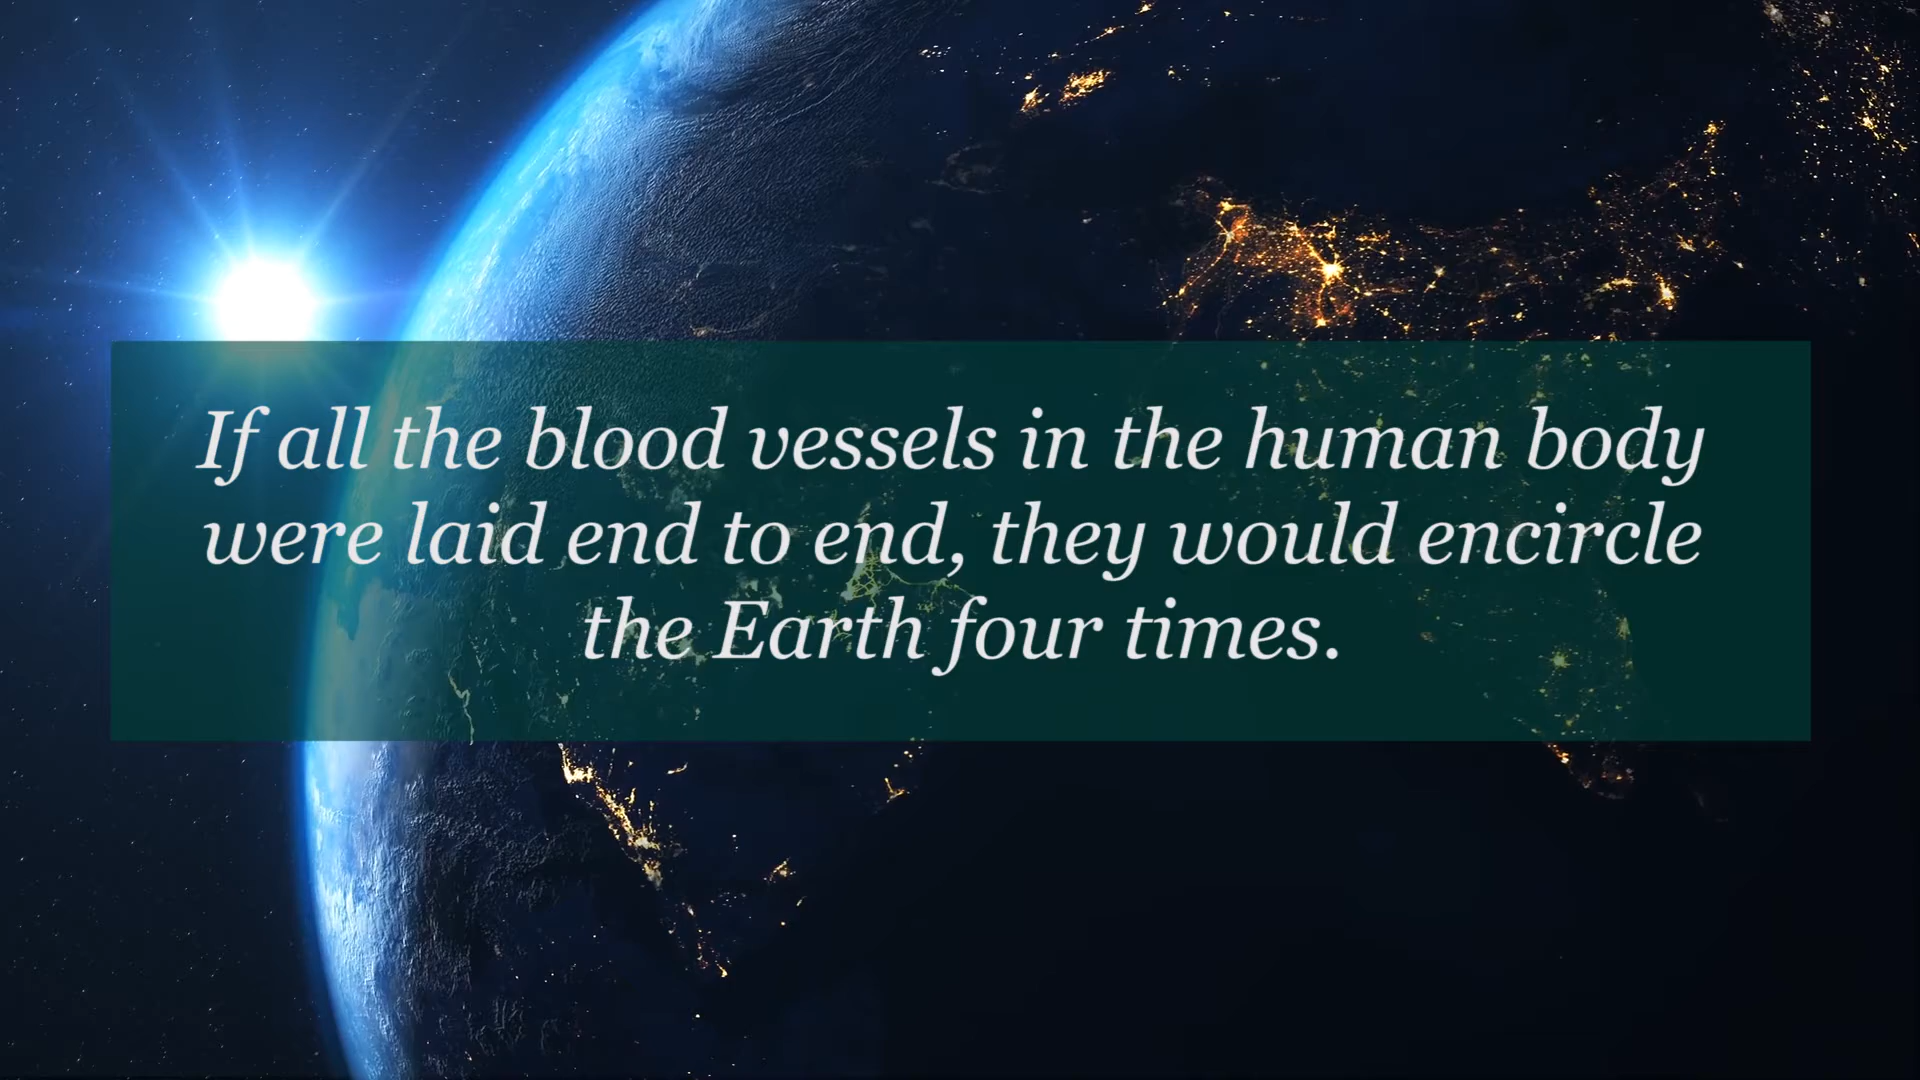 If all the blood vessels in the human body
were laid end to end, they would encircle
the Earth four times.